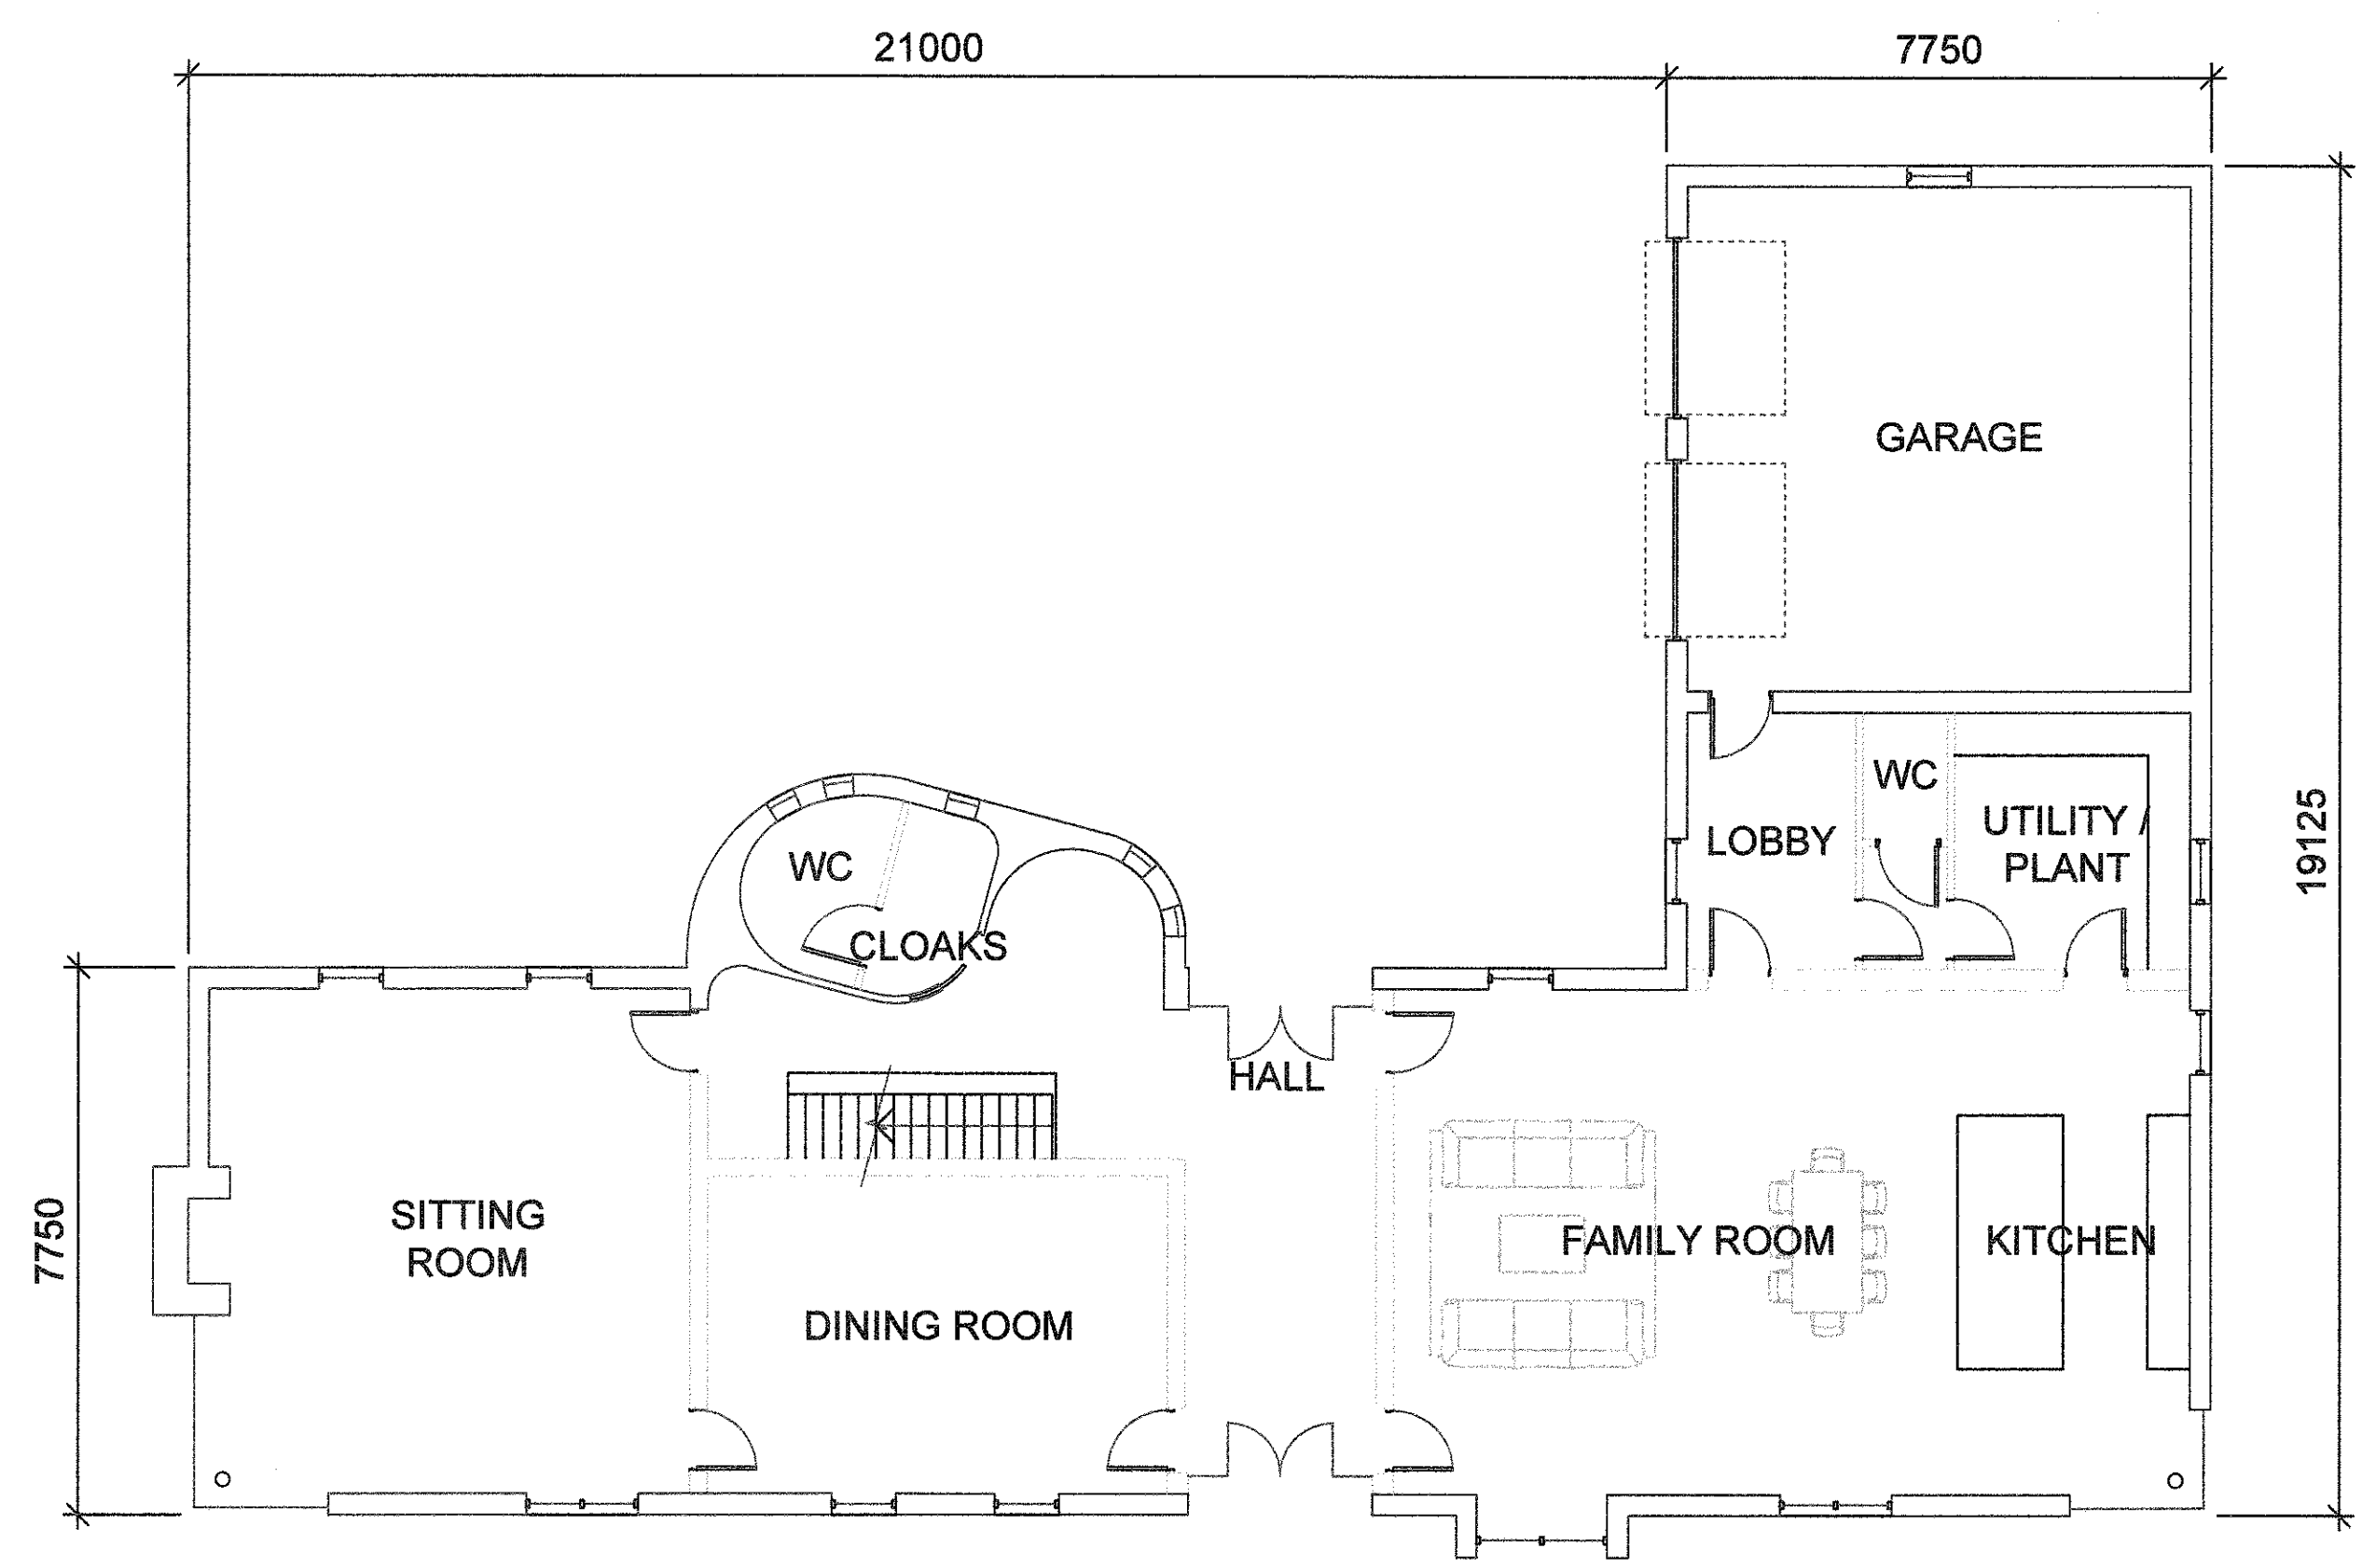 21000
7750
GARAGE
WC
UTILITY /
PLANT
LOBBY
WC
CLOAKS
19125
HALL
7750
SITTING
ROOM
FAMILY ROOM
KITCHEN
DINING ROOM